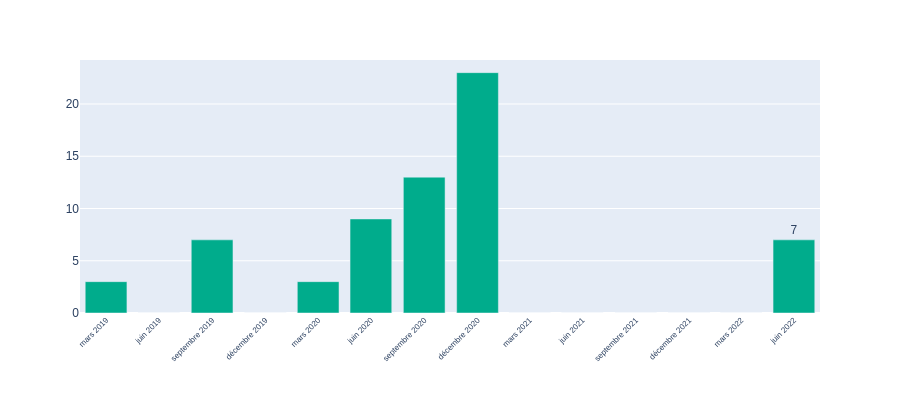 20
15
10
5
0
7
mars 2019
juin 2019
septembre 2019
décembre 2019
mars 2020
juin 2020
septembre 2020
décembre 2020
mars 2021
juin 2021
septembre 2021
décembre 2021
mars 2022
juin 2022